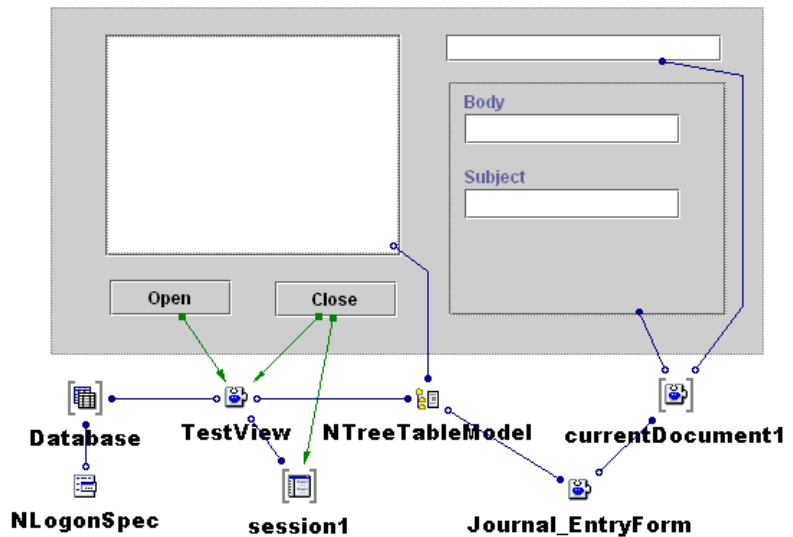 Body
Subject
Open
Close
Database
TestView
NTreeTableModel
currentDocument1
NLogonSpec
session1
Journal_EntryForm